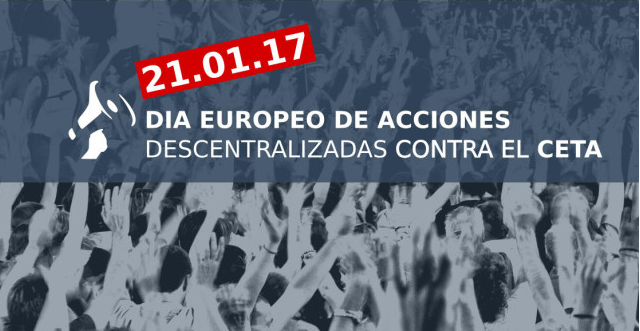 21.01.17
DIA EUROPEO DE ACCIONES
DESCENTRALIZADAS CONTRA EL CETA